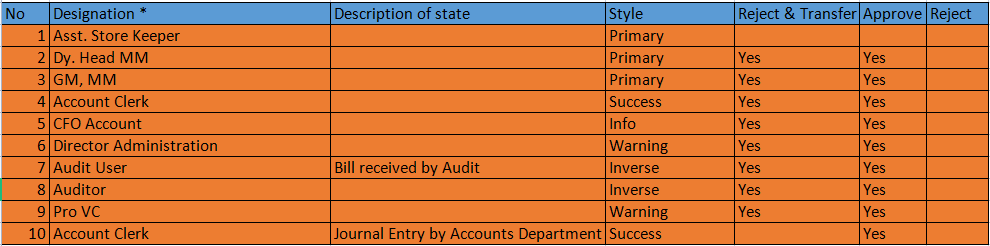 No Designation * Description of state Style Reject & Transfer Approve Reject
1 Asst. Store Keeper Primary
2 Dy. Head MM Primary Yes Yes
3 GM, MM Primary Yes Yes
4 Account Clerk Success Yes Yes
5 CFO Account Info Yes Yes
6 Director Administration Warning Yes Yes
7 Audit User Bill received by Audit Inverse Yes Yes
8 Auditor Inverse Yes Yes
9 Pro VC Warning Yes Yes
10 Account Clerk Journal Entry by Accounts Department Success Yes